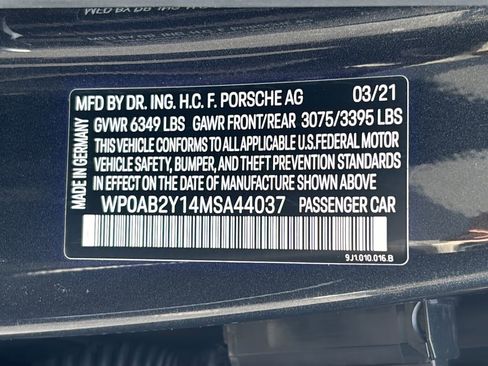 MFD BY DR. ING. H.C. F. PORSCHE AG 03/21
GVWR 6349 LBS GAWR FRONT/REAR 3075/3395 LBS
THIS VEHICLE CONFORMS TO ALL APPLICABLE U.S.FEDERAL MOTOR
VEHICLE SAFETY, BUMPER, AND THEFT PREVENTION STANDARDS
IN EFFECT ON THE DATE OF MANUFACTURE SHOWN ABOVE.
WP0AB2Y14MSA44037 PASSENGER CAR
9J1.010.016.B
MADE IN GERMANY